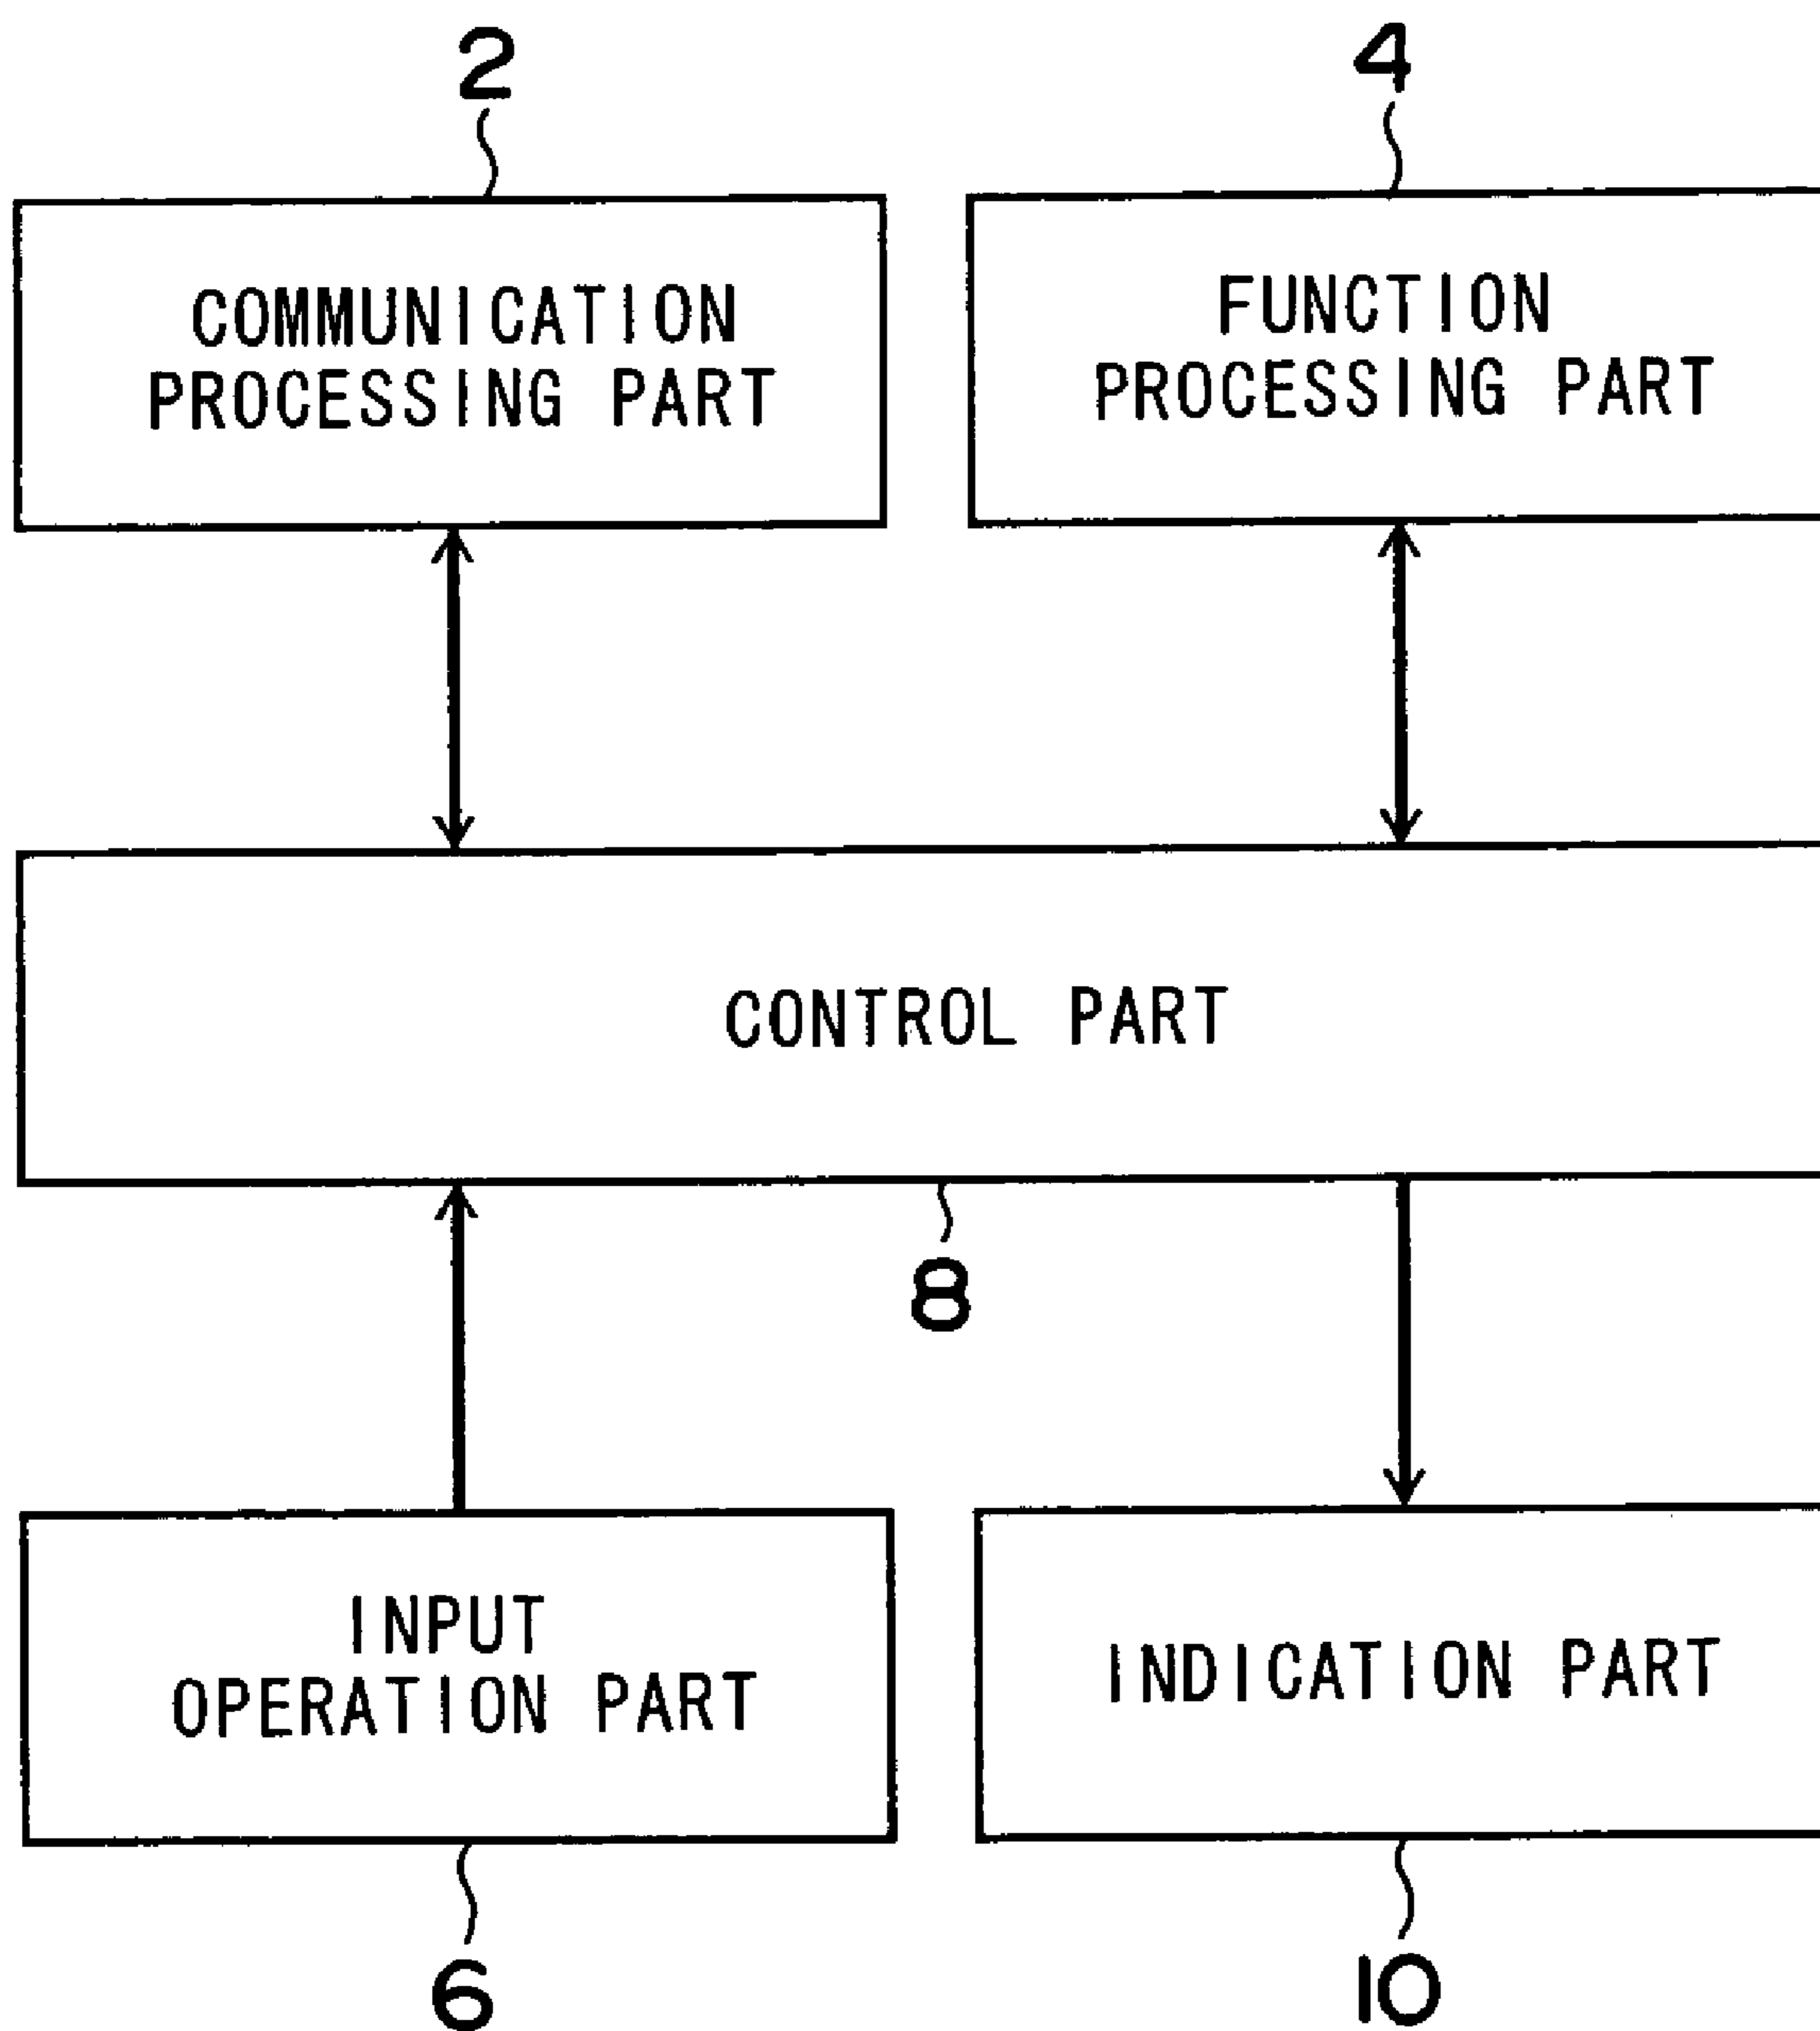 2
4
COMMUNICATION
PROCESSING PART
FUNCTION
PROCESSING PART
CONTROL PART
8
INPUT
OPERATION PART
INDICATION PART
6
10